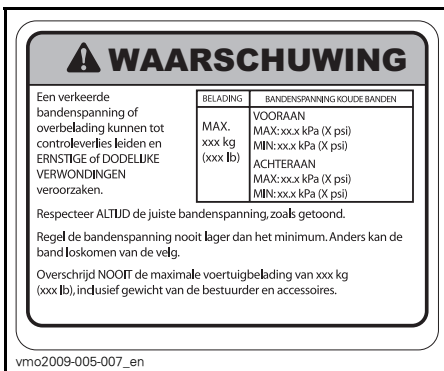 WAARSCHUWING
Een verkeerde
bandenspanning of
overbelading kunnen tot
controleverlies leiden en
ERNSTIGE of DODELIJKE
VERWONDINGEN
veroorzaken.
BELADING
BANDENSPANNING KOUDE BANDEN
MAX.
xxx kg
(xxx lb)
VOORAAN
MAX: xx.x kPa (X psi)
MIN: xx.x kPa (X psi)
ACHTERAAN
MAX: xx.x kPa (X psi)
MIN: xx.x kPa (X psi)
Respecteer ALTIJD de juiste bandenspanning, zoals getoond.
Regel de bandenspanning nooit lager dan het minimum. Anders kan de
band loskomen van de velg.
Overschrijd NOOIT de maximale voertuigbelading van xxx kg
(xxx lb), inclusief gewicht van de bestuurder en accessoires.
vmo2009-005-007_en